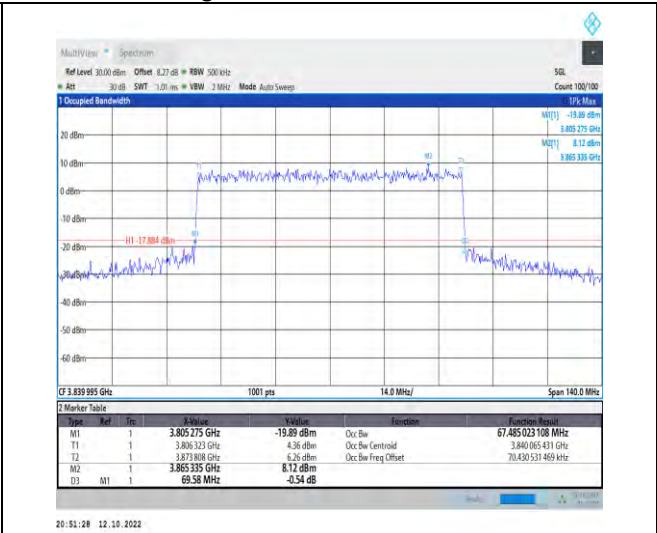 MultiView Spectrum
Ref Level 30.00 dBm Offset 8.27 dB RBW 500 kHz SGL
Att 30 dB SWT 1.01 ms VBW 2 MHz Mode Auto Sweep Count 100/100
1 Occupied Bandwidth 1Pk Max
M1[1] -19.89 dBm
3.805 275 GHz
M2[1] 8.12 dBm
3.865 335 GHz
20 dBm
M2
10 dBm
T1
0 dBm
-10 dBm
H1 -17.884 dBm
-20 dBm
-30 dBm
-40 dBm
-50 dBm
-60 dBm
CF 3.839 995 GHz 1001 pts 14.0 MHz/ Span 140.0 MHz
2 Marker Table
Type Ref Trc X-Value Y-Value Function Function Result
M1 1 3.805 275 GHz -19.89 dBm Occ Bw 67.485 023 108 MHz
T1 1 3.806 323 GHz 4.36 dBm Occ Bw Centroid 3.840 065 431 GHz
T2 1 3.873 808 GHz 6.26 dBm Occ Bw Freq Offset 70.430 531 469 kHz
M2 1 3.865 335 GHz 8.12 dBm
D3 M1 1 69.58 MHz -0.54 dB
20:51:28 12.10.2022